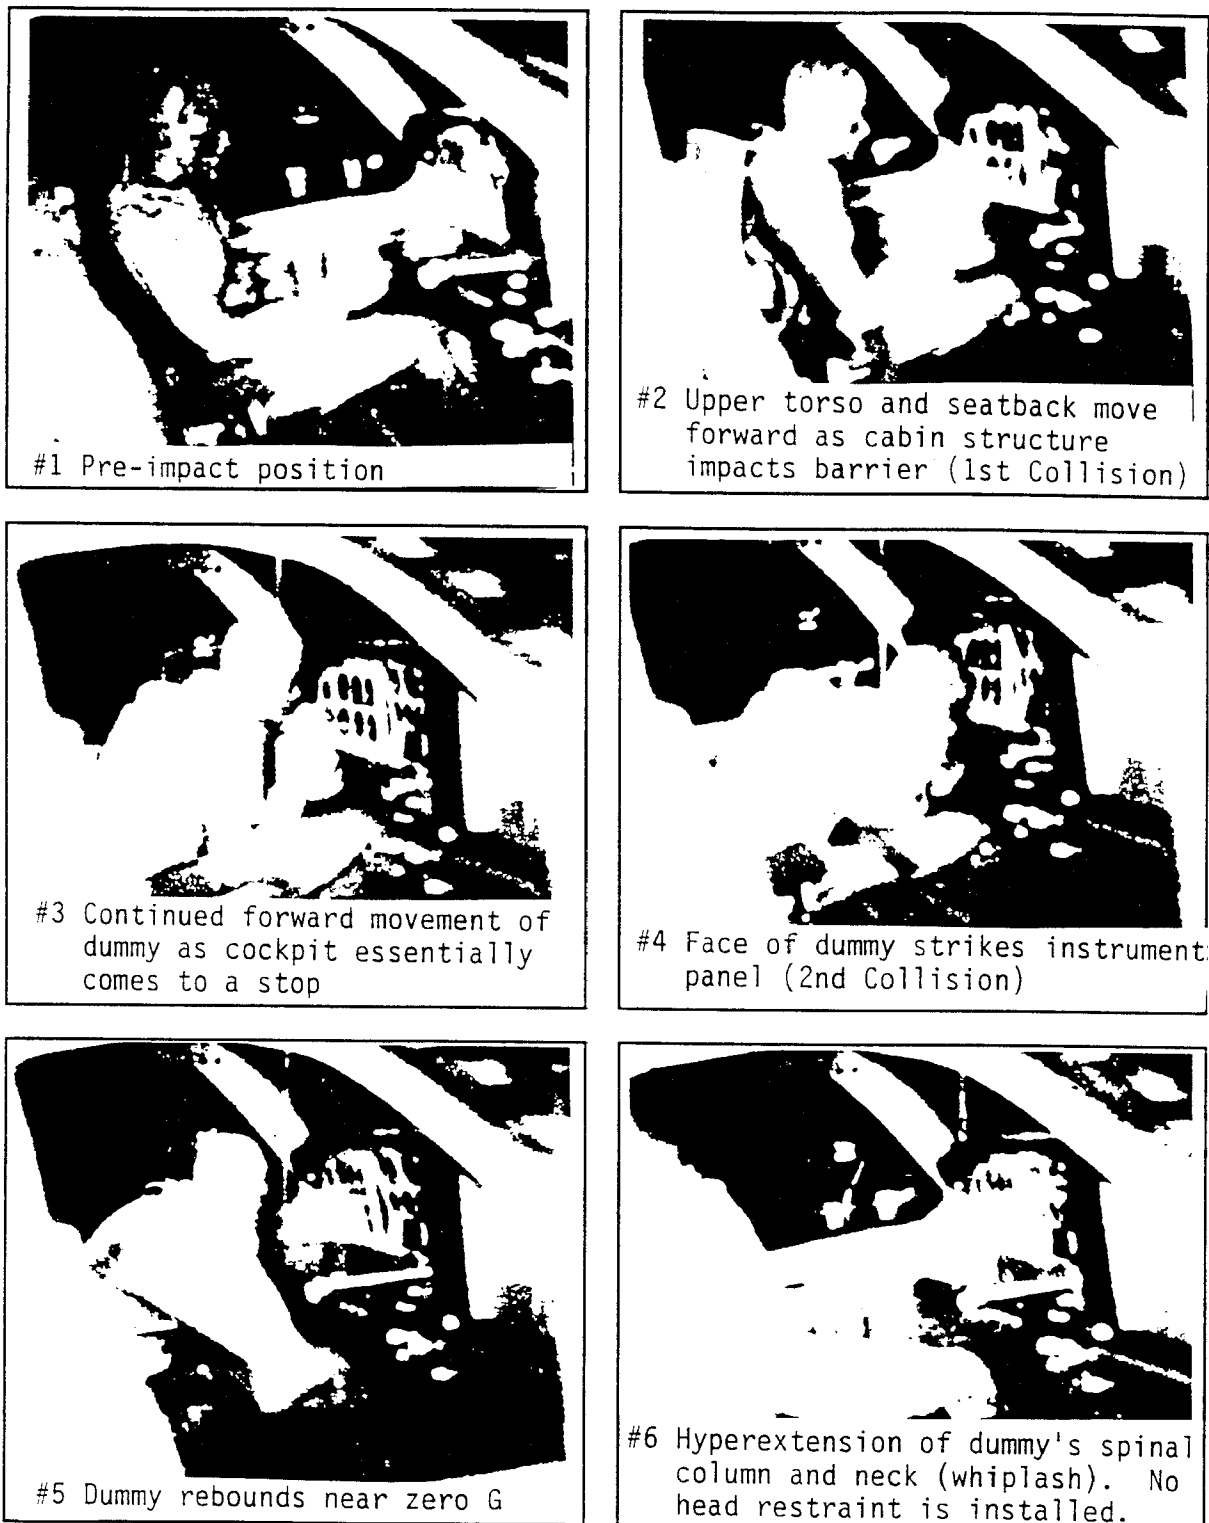 #1 Pre-impact position
#2 Upper torso and seatback move
forward as cabin structure
impacts barrier (1st Collision)
#3 Continued forward movement of
dummy as cockpit essentially
comes to a stop
#4 Face of dummy strikes instrument
panel (2nd Collision)
#5 Dummy rebounds near zero G
#6 Hyperextension of dummy's spinal
column and neck (whiplash). No
head restraint is installed.